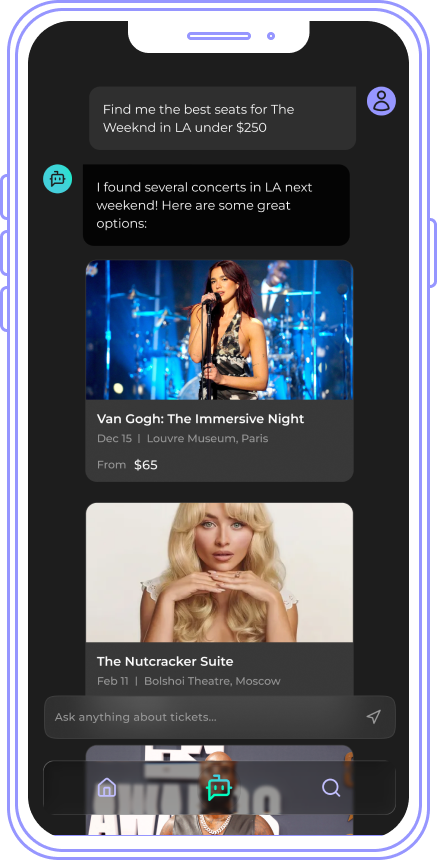 Find me the best seats for The
Weeknd in LA under $250
I found several concerts in LA next
weekend! Here are some great
options:
Van Gogh: The Immersive Night
Dec 15 | Louvre Museum, Paris
From $65
The Nutcracker Suite
Feb 11 | Bolshoi Theatre, Moscow
Ask anything about tickets...